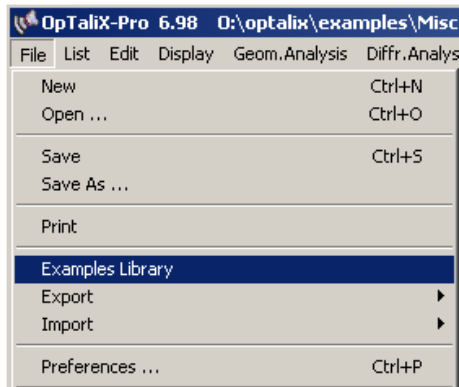 OpTaliX-Pro 6.98 O:\optalix\examples\Misc
File List Edit Display Geom.Analysis Diffr.Analys
New Ctrl+N
Open ... Ctrl+O
Save Ctrl+S
Save As ...
Print
Examples Library
Export
Import
Preferences ... Ctrl+P